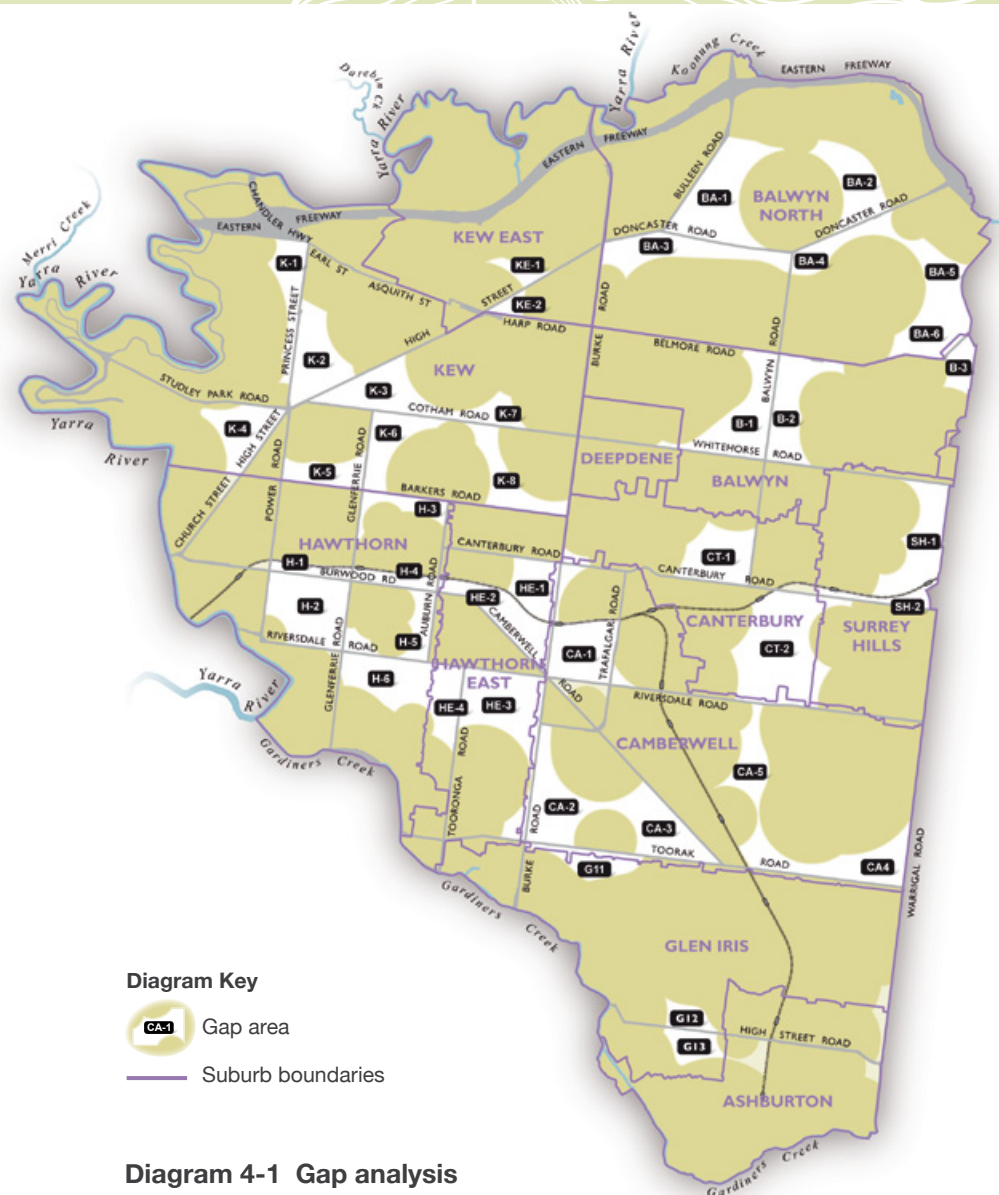 Yarra River
Koonung Creek
EASTERN FREEWAY
Darebin Ck
Yarra River
EASTERN FREEWAY
BULLEEN ROAD
BA-1
BA-2
BALWYN
NORTH
Merri Creek
Yarra River
CHANDLER HWY
EASTERN FREEWAY
KEW EAST
DONCASTER ROAD
DONCASTER ROAD
BA-3
BA-4
BA-5
K-1
EARL ST
KE-1
ASQUITH ST
KE-2
HIGH STREET
HARP ROAD
BURKE ROAD
BELMORE ROAD
BALWYN ROAD
BA-6
B-3
PRINCESS STREET
K-2
KEW
K-3
STUDLEY PARK ROAD
COTHAM ROAD
K-7
K-4
K-6
B-1
B-2
WHITEHORSE ROAD
Yarra River
CHURCH STREET
HIGH STREET
POWER ROAD
K-5
GLENFERRIE ROAD
K-8
DEEPDENE
BALWYN
BARKERS ROAD
H-3
HAWTHORN
CANTERBURY ROAD
CT-1
CANTERBURY ROAD
SH-1
H-1
BURWOOD RD
H-4
AUBURN ROAD
HE-1
HE-2
H-2
CAMBERWELL ROAD
TRAFALGAR ROAD
SH-2
CANTERBURY
SURREY
HILLS
RIVERSDALE ROAD
H-5
CA-1
CT-2
GLENFERRIE ROAD
H-6
HAWTHORN
EAST
RIVERSDALE ROAD
Yarra River
HE-4
HE-3
CAMBERWELL
Gardiners Creek
TOORONGA ROAD
CA-5
CA-2
CA-3
BURKE ROAD
TOORAK ROAD
G11
CA4
WARRIGAL ROAD
Gardiners Creek
GLEN IRIS
G12
HIGH STREET ROAD
G13
ASHBURTON
Gardiners Creek
Diagram Key
CA-1
Gap area
Suburb boundaries
Diagram 4-1 Gap analysis